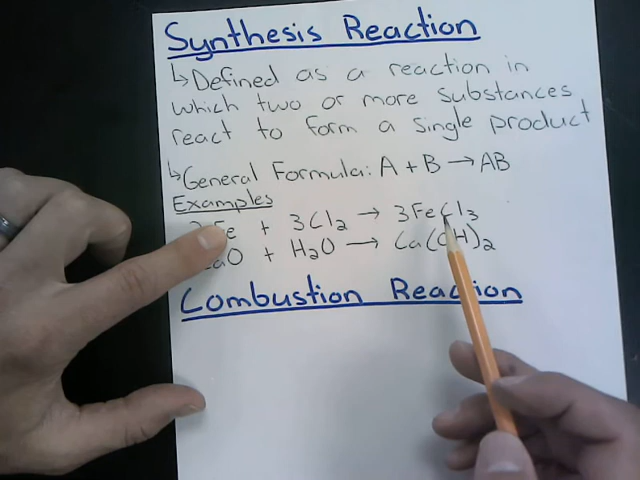 Synthesis Reaction
↳Defined as a reaction in
which two or more substances
react to form a single product
↳General Formula: A + B → AB
Examples
+ 3Cl₂ → 3FeCl₃
+ H₂O → Ca(OH)₂
Combustion Reaction